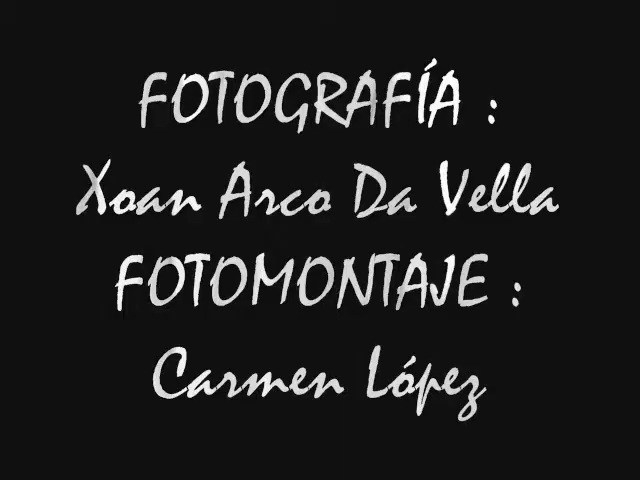 FOTOGRAFÍA :
Xoan Arco Da Vella
FOTOMONTAJE :
Carmen López